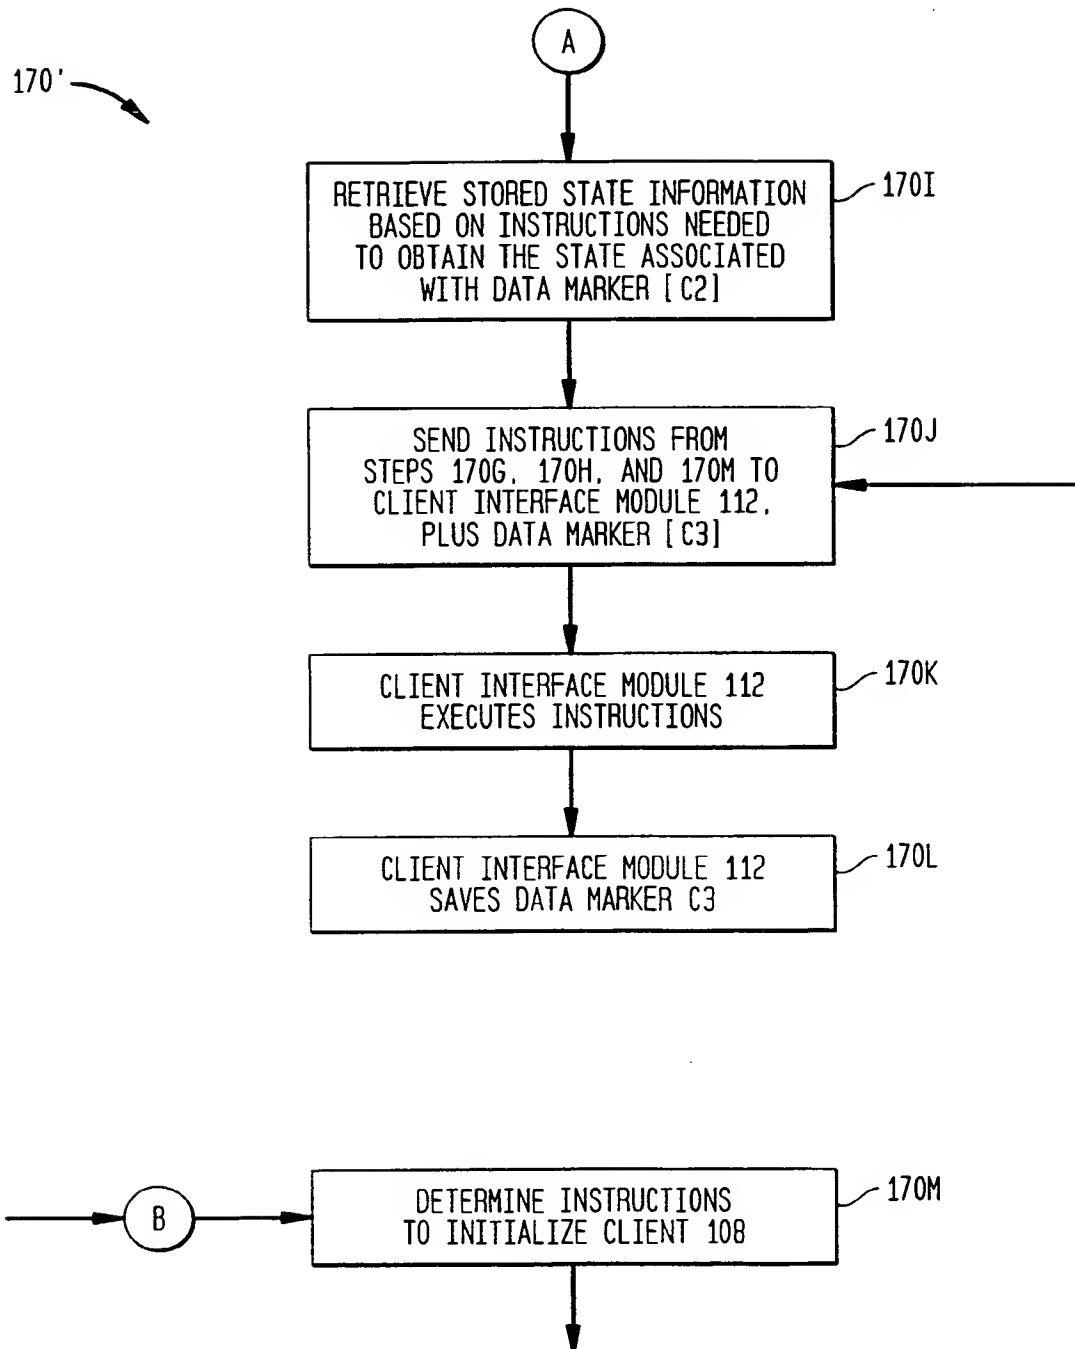 A
170'
RETRIEVE STORED STATE INFORMATION
BASED ON INSTRUCTIONS NEEDED
TO OBTAIN THE STATE ASSOCIATED
WITH DATA MARKER [C2]
170I
SEND INSTRUCTIONS FROM
STEPS 170G, 170H, AND 170M TO
CLIENT INTERFACE MODULE 112,
PLUS DATA MARKER [C3]
170J
CLIENT INTERFACE MODULE 112
EXECUTES INSTRUCTIONS
170K
CLIENT INTERFACE MODULE 112
SAVES DATA MARKER C3
170L
B
DETERMINE INSTRUCTIONS
TO INITIALIZE CLIENT 108
170M